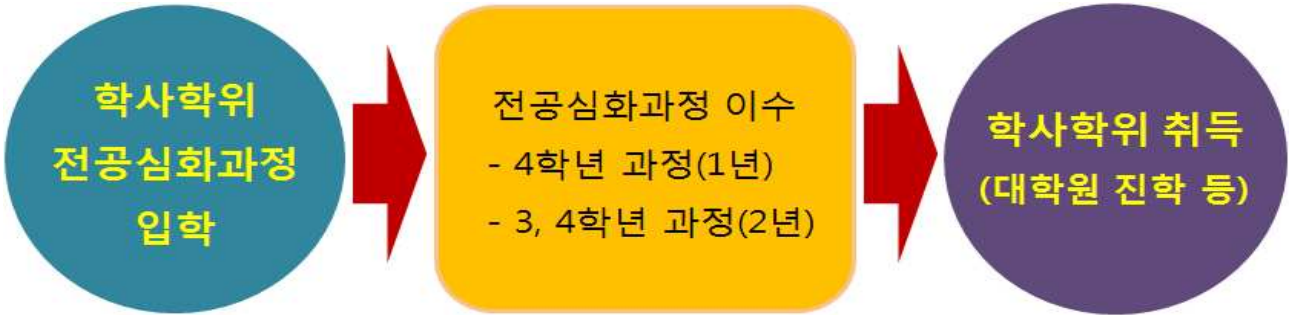 학사학위
전공심화과정
입학
전공심화과정 이수
- 4학년 과정(1년)
- 3, 4학년 과정(2년)
학사학위 취득
(대학원 진학 등)